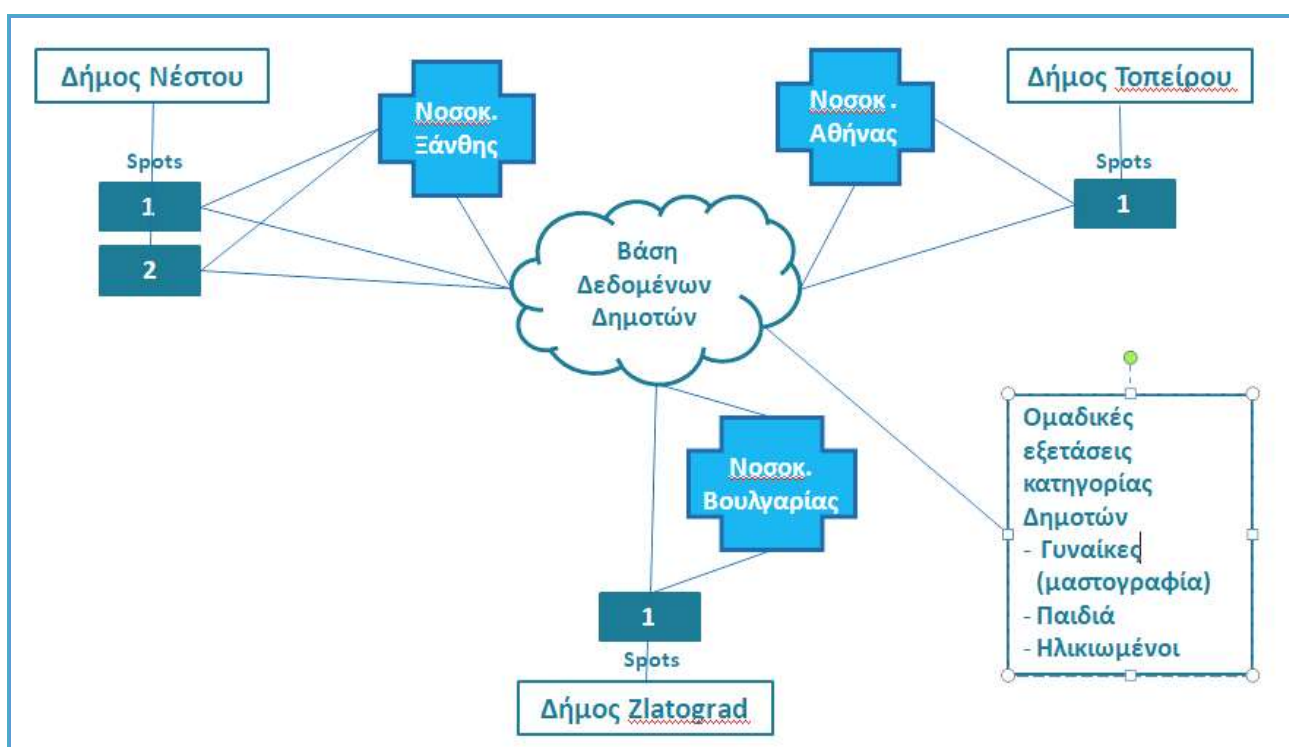 Δήμος Νέστου
Spots
1
2
Νοσοκ.
Ξάνθης
Νοσοκ .
Αθήνας
Δήμος Τοπείρου
Spots
1
Βάση
Δεδομένων
Δημοτών
Νοσοκ.
Βουλγαρίας
1
Spots
Δήμος Zlatograd
Ομαδικές
εξετάσεις
κατηγορίας
Δημοτών
- Γυναίκες
(μαστογραφία)
- Παιδιά
- Ηλικιωμένοι